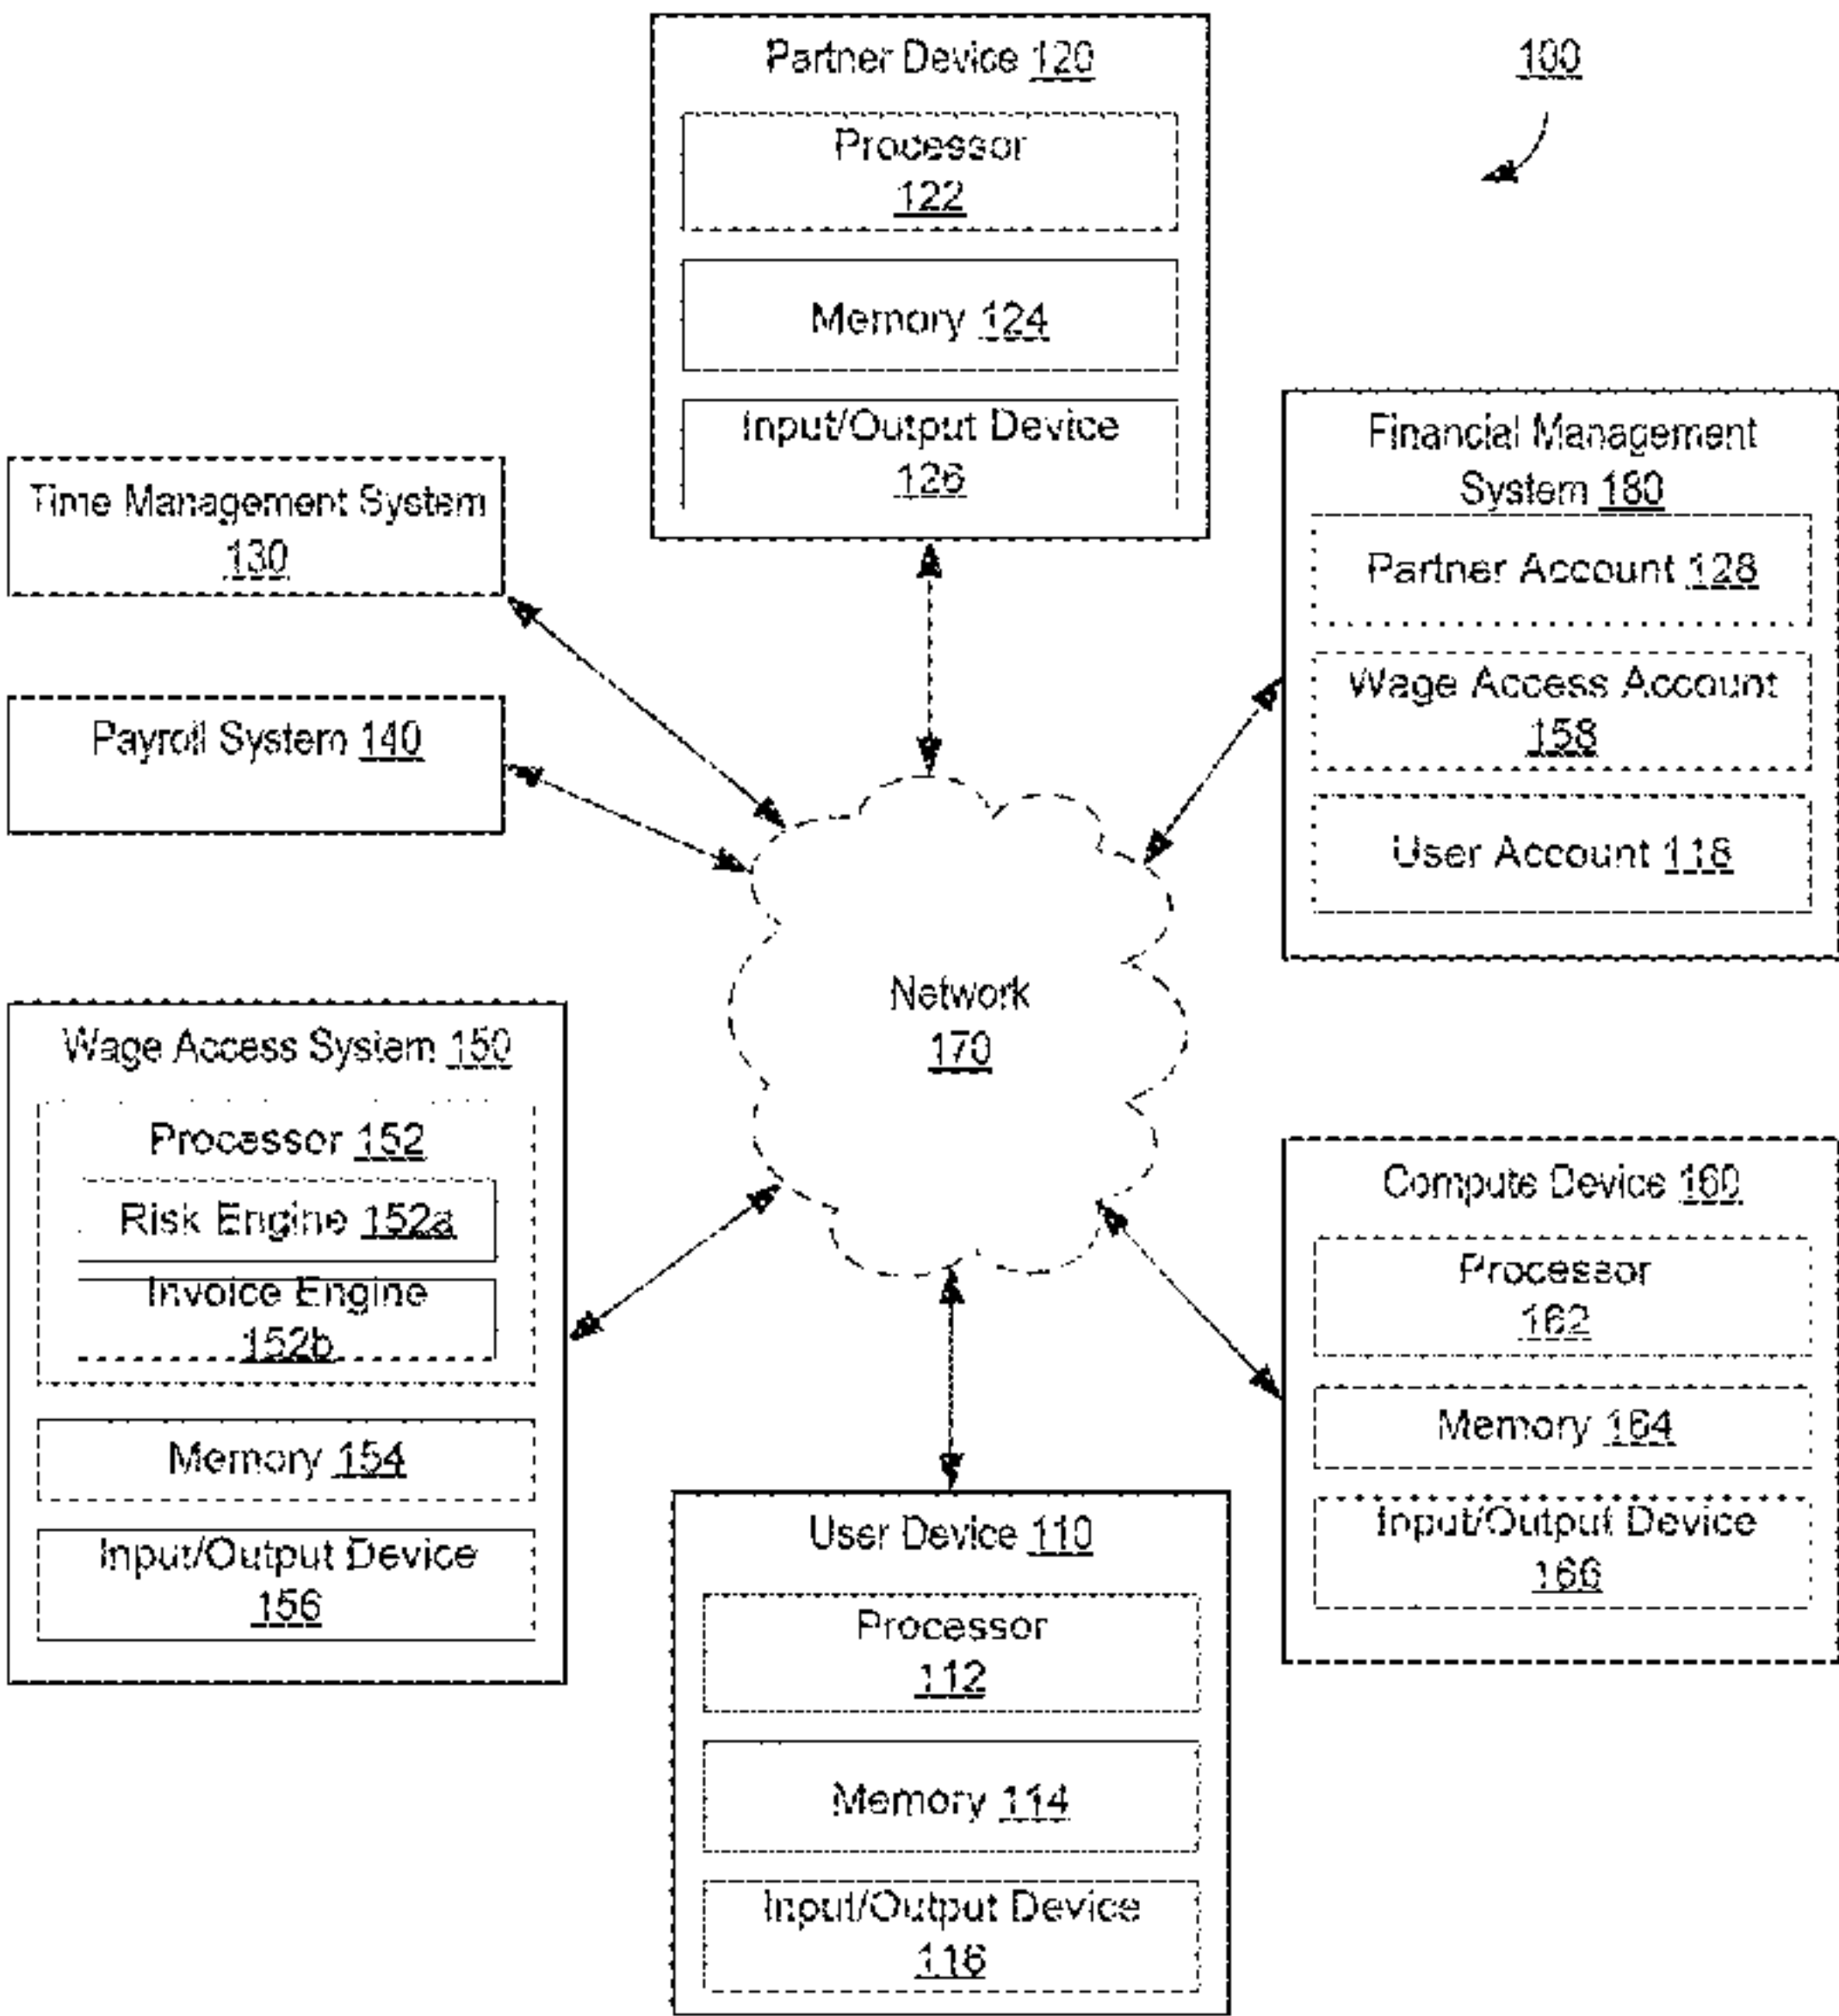 Partner Device 120
Processor
122
Memory 124
Input/Output Device
126
100
Time Management System
130
Payroll System 140
Financial Management
System 180
Partner Account 128
Wage Access Account
158
User Account 118
Network
170
Wage Access System 150
Processor 152
Risk Engine 152a
Invoice Engine
152b
Memory 154
Input/Output Device
156
User Device 110
Processor
112
Memory 114
Input/Output Device
116
Compute Device 160
Processor
162
Memory 164
Input/Output Device
166